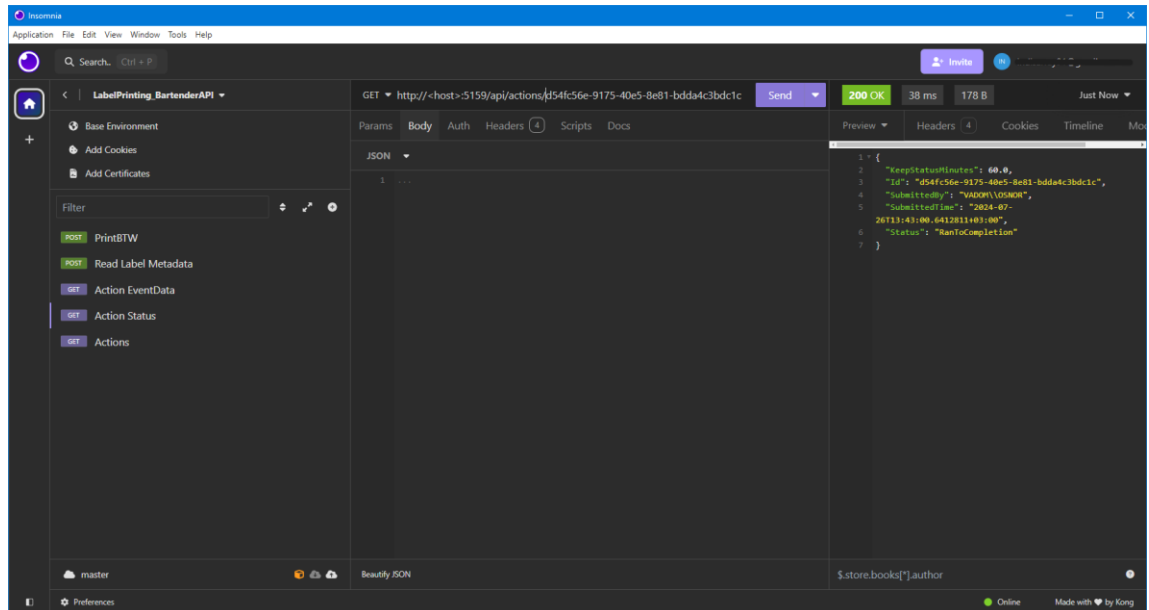 Insomnia
Application File Edit View Window Tools Help
Search.. Ctrl + P
Invite
IN
LabelPrinting_BartenderAPI
Base Environment
Add Cookies
Add Certificates
Filter
POST PrintBTW
POST Read Label Metadata
GET Action EventData
GET Action Status
GET Actions
master
Preferences
GET http://<host>:5159/api/actions/d54fc56e-9175-40e5-8e81-bdda4c3bdc1c Send
Params Body Auth Headers 4 Scripts Docs
JSON
1 ...
Beautify JSON
200 OK 38 ms 178 B Just Now
Preview Headers 4 Cookies Timeline Moc
1 {
2 "KeepStatusMinutes": 60.0,
3 "Id": "d54fc56e-9175-40e5-8e81-bdda4c3bdc1c",
4 "SubmittedBy": "VADOM\\OSNOR",
5 "SubmittedTime": "2024-07-
26T13:43:00.6412811+03:00",
6 "Status": "RanToCompletion"
7 }
$.store.books[*].author
Online Made with ♥ by Kong